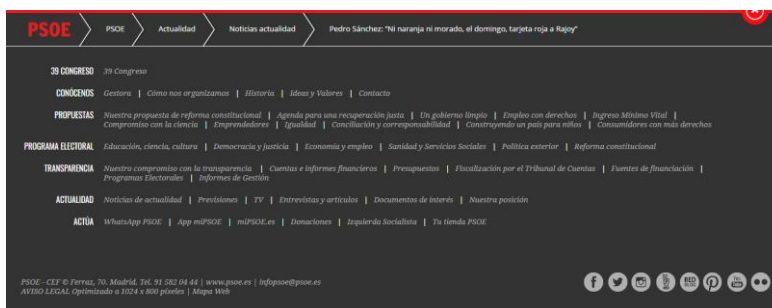 PSOE PSOE Actualidad Noticias actualidad Pedro Sánchez: "Ni naranja ni morado, el domingo, tarjeta roja a Rajoy"
39 CONGRESO 39 Congreso
CONÓCENOS Gestora | Cómo nos organizamos | Historia | Ideas y Valores | Contacto
PROPUESTAS Nuestra propuesta de reforma constitucional | Agenda para una recuperación justa | Un gobierno limpio | Empleo con derechos | Ingreso Mínimo Vital |
Compromiso con la ciencia | Emprendedores | Igualdad | Conciliación y corresponsabilidad | Construyendo un país para niños | Consumidores con más derechos
PROGRAMA ELECTORAL Educación, ciencia, cultura | Democracia y justicia | Economía y empleo | Sanidad y Servicios Sociales | Política exterior | Reforma constitucional
TRANSPARENCIA Nuestro compromiso con la transparencia | Cuentas e informes financieros | Presupuestos | Fiscalización por el Tribunal de Cuentas | Fuentes de financiación |
Programas Electorales | Informes de Gestión
ACTUALIDAD Noticias de actualidad | Previsiones | TV | Entrevistas y artículos | Documentos de interés | Nuestra posición
ACTÚA WhatsApp PSOE | App miPSOE | miPSOE.es | Donaciones | Izquierda Socialista | Tu tienda PSOE
PSOE - CEF © Ferraz, 70. Madrid. Tel. 91 582 04 44 | www.psoe.es | infopsoe@psoe.es
AVISO LEGAL Optimizado a 1024 x 800 píxeles | Mapa Web